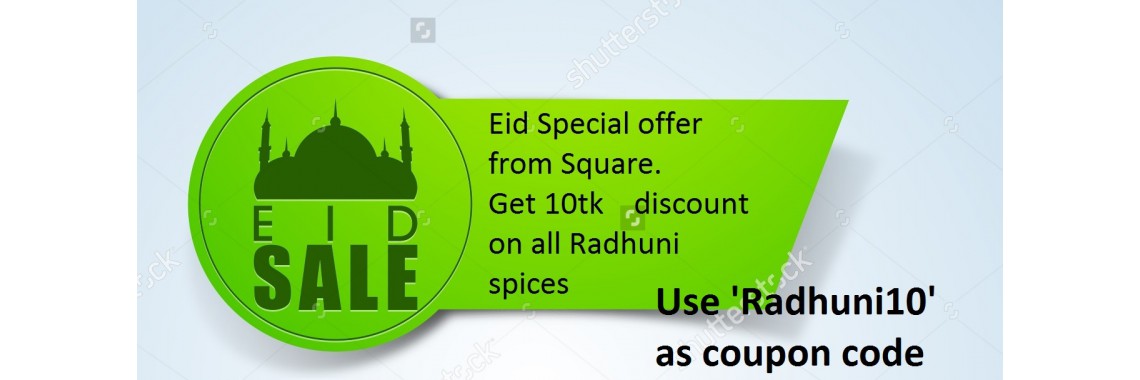 EID
SALE
Eid Special offer
from Square.
Get 10tk discount
on all Radhuni
spices
Use 'Radhuni10'
as coupon code
shutterstock